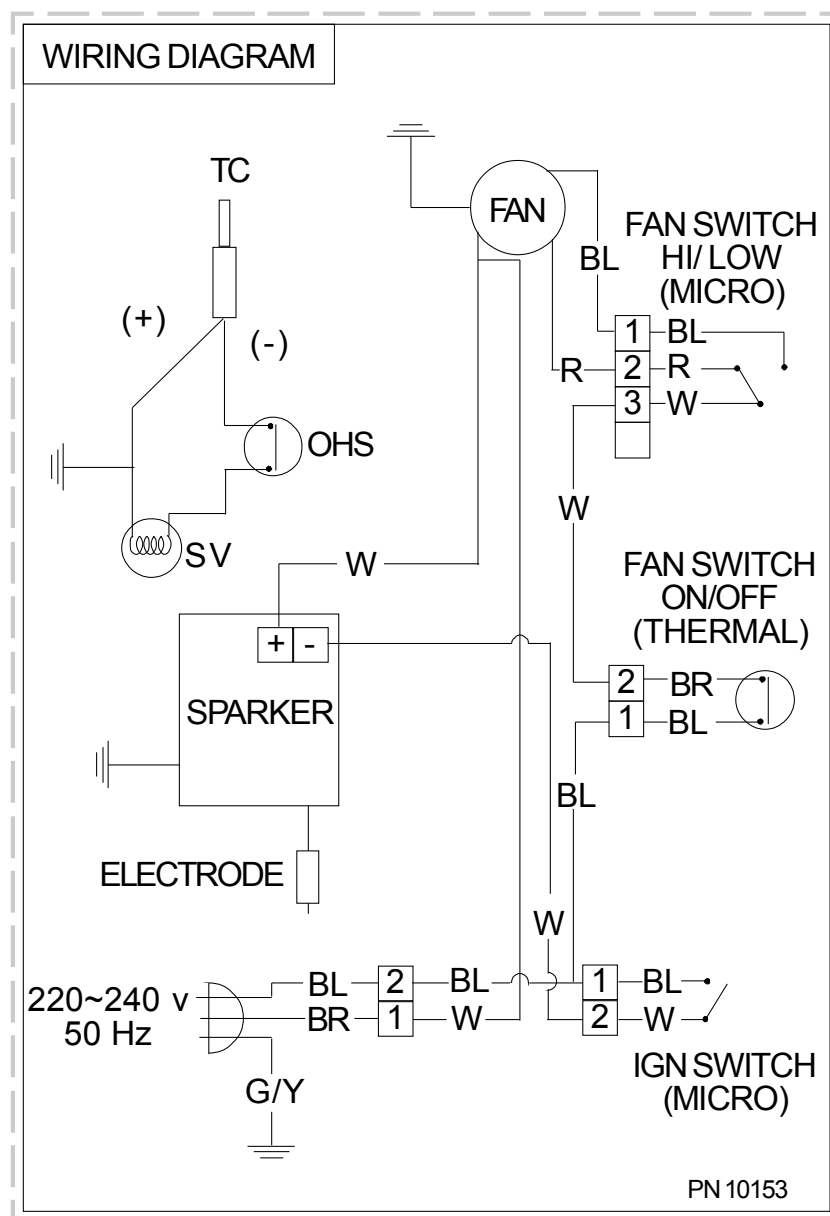 WIRING DIAGRAM
TC
FAN
FAN SWITCH
HI/ LOW
(MICRO)
BL
(+)
(-)
1 BL
R 2 R
3 W
OHS
W
SV
W
FAN SWITCH
ON/OFF
(THERMAL)
+ -
2 BR
1 BL
SPARKER
BL
ELECTRODE
W
220~240 v
50 Hz
BL 2 BL 1 BL
BR 1 W 2 W
G/Y
IGN SWITCH
(MICRO)
PN 10153